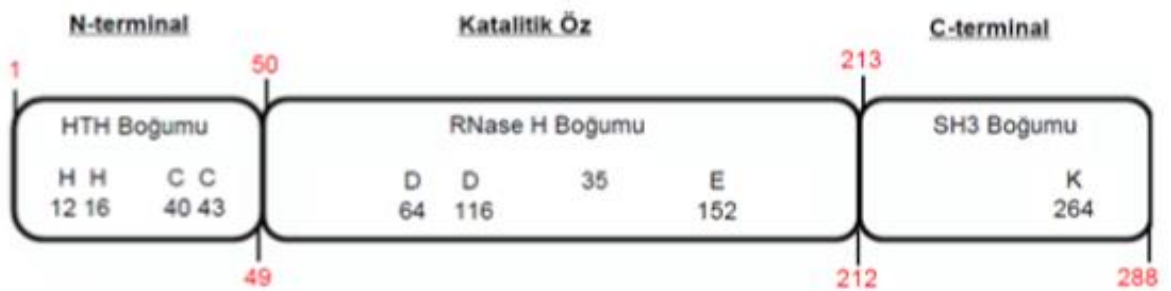 N-terminal Katalitik Öz C-terminal
1 50 213
HTH Boğumu RNase H Boğumu SH3 Boğumu
H H C C D D 35 E K
12 16 40 43 64 116 152 264
49 212 288